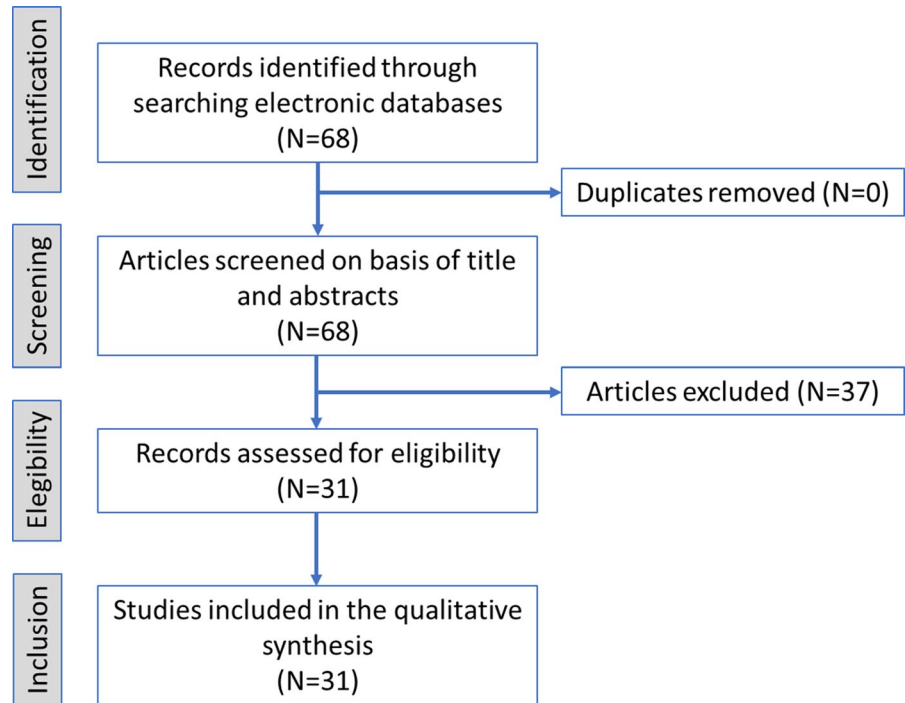 Identification
Records identified through
searching electronic databases
(N=68)
Duplicates removed (N=0)
Screening
Articles screened on basis of title
and abstracts
(N=68)
Articles excluded (N=37)
Elegibility
Records assessed for eligibility
(N=31)
Inclusion
Studies included in the qualitative
synthesis
(N=31)